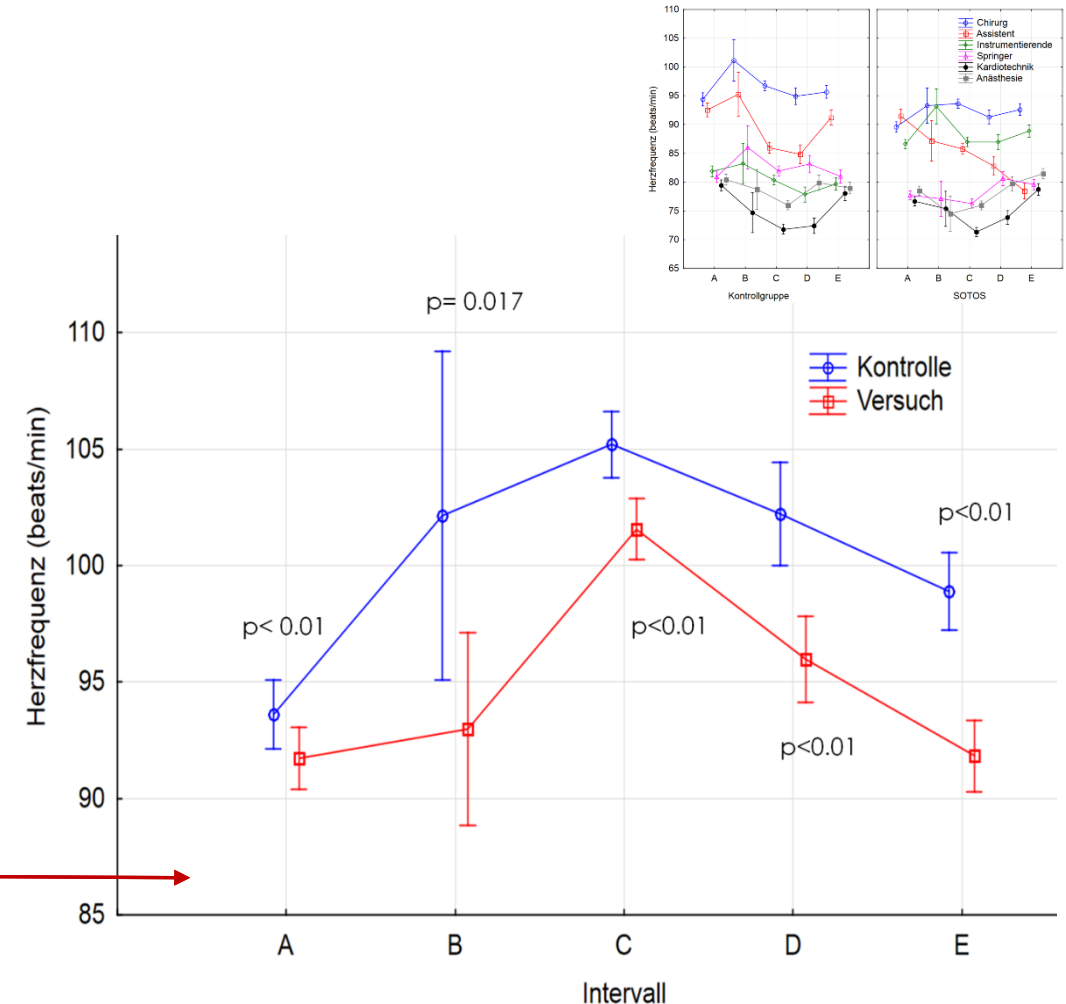 110
105
100
95
90
85
80
75
70
65
Herzfrequenz (beats/min)
A B C D E
Kontrollgruppe
A B C D E
SOTOS
Chirurg
Assistent
Instrumentierende
Springer
Kardiotechnik
Anästhesie
p= 0.017
Kontrolle
Versuch
p<0.01
p< 0.01
p<0.01
p<0.01
110
105
100
95
90
85
Herzfrequenz (beats/min)
A B C D E
Intervall